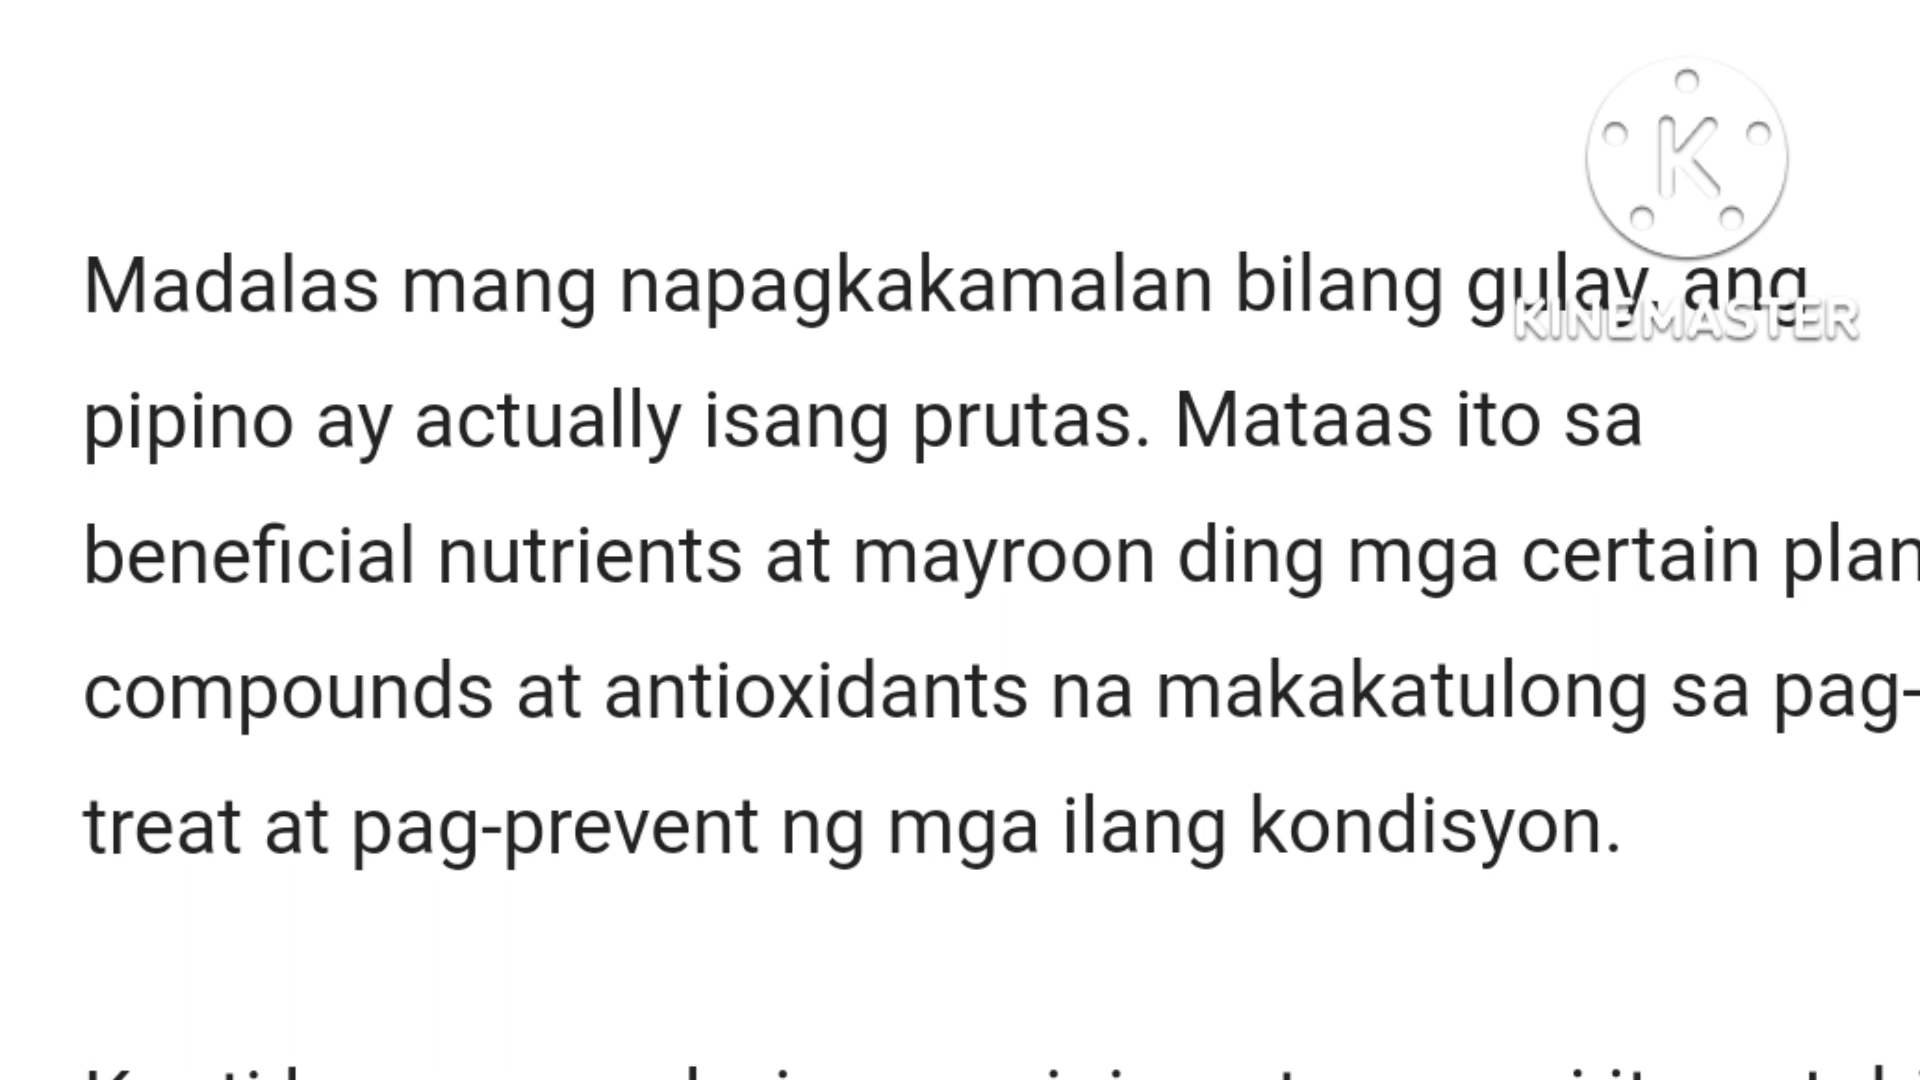 K
KINEMASTER
Madalas mang napagkakamalan bilang gulay, ang
pipino ay actually isang prutas. Mataas ito sa
beneficial nutrients at mayroon ding mga certain plan
compounds at antioxidants na makakatulong sa pag-
treat at pag-prevent ng mga ilang kondisyon.